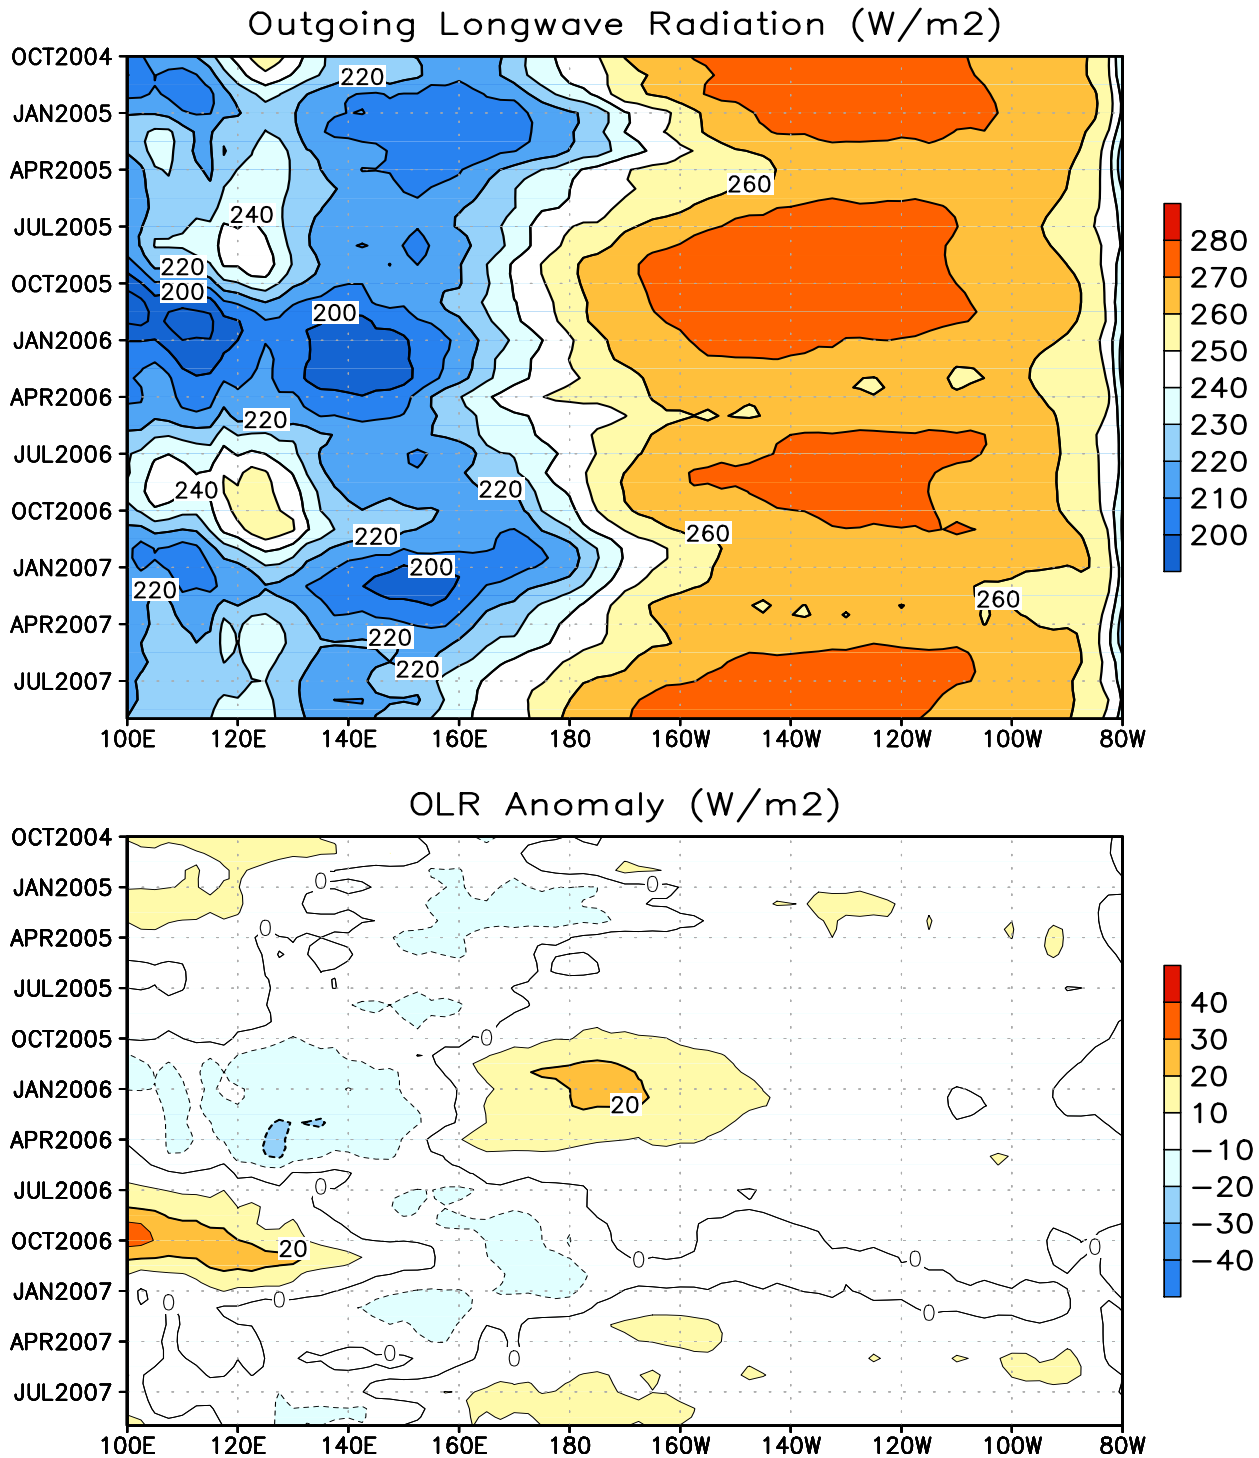 Outgoing Longwave Radiation (W/m2)
OCT2004
JAN2005
APR2005
JUL2005
OCT2005
JAN2006
APR2006
JUL2006
OCT2006
JAN2007
APR2007
JUL2007
220
260
240
220
200
200
220
240
220
220
260
200
220
260
220
220
100E 120E 140E 160E 180 160W 140W 120W 100W 80W
280
270
260
250
240
230
220
210
200
OLR Anomaly (W/m2)
OCT2004
JAN2005
APR2005
JUL2005
OCT2005
JAN2006
APR2006
JUL2006
OCT2006
JAN2007
APR2007
JUL2007
0
0
0
0
20
0
20
0
0
0
0
0
0
0
0
100E 120E 140E 160E 180 160W 140W 120W 100W 80W
40
30
20
10
-10
-20
-30
-40